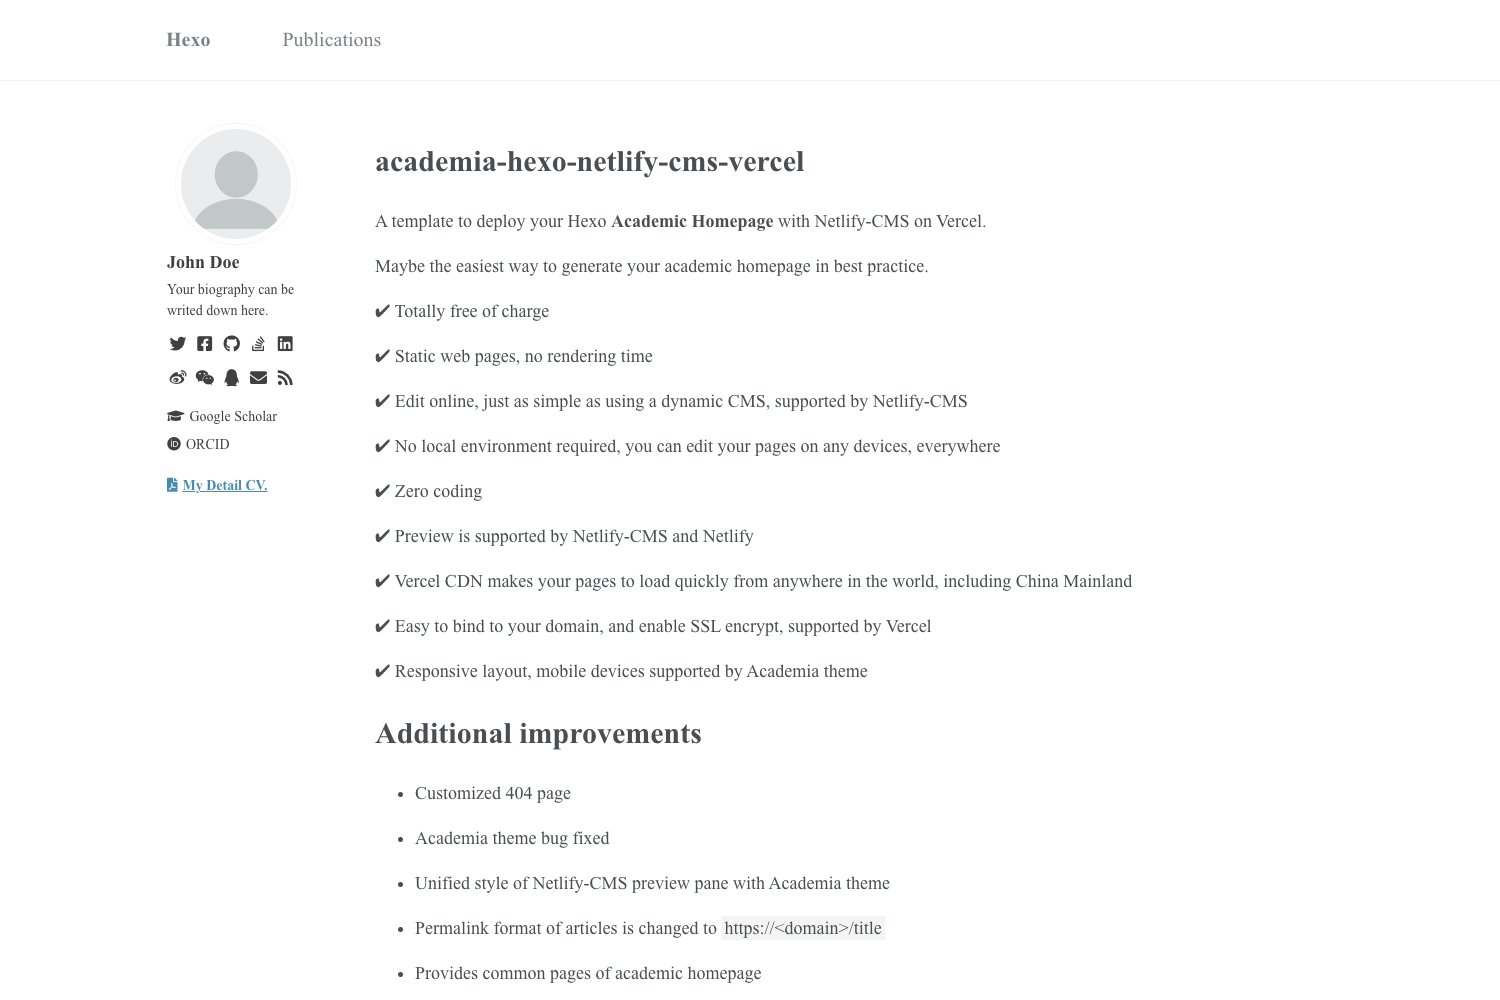 Hexo
Publications
John Doe
Your biography can be
writed down here.
Google Scholar
ORCID
My Detail CV.
academia-hexo-netlify-cms-vercel
A template to deploy your Hexo Academic Homepage with Netlify-CMS on Vercel.
Maybe the easiest way to generate your academic homepage in best practice.
✔ Totally free of charge
✔ Static web pages, no rendering time
✔ Edit online, just as simple as using a dynamic CMS, supported by Netlify-CMS
✔ No local environment required, you can edit your pages on any devices, everywhere
✔ Zero coding
✔ Preview is supported by Netlify-CMS and Netlify
✔ Vercel CDN makes your pages to load quickly from anywhere in the world, including China Mainland
✔ Easy to bind to your domain, and enable SSL encrypt, supported by Vercel
✔ Responsive layout, mobile devices supported by Academia theme
Additional improvements
• Customized 404 page
• Academia theme bug fixed
• Unified style of Netlify-CMS preview pane with Academia theme
• Permalink format of articles is changed to https://<domain>/title
• Provides common pages of academic homepage